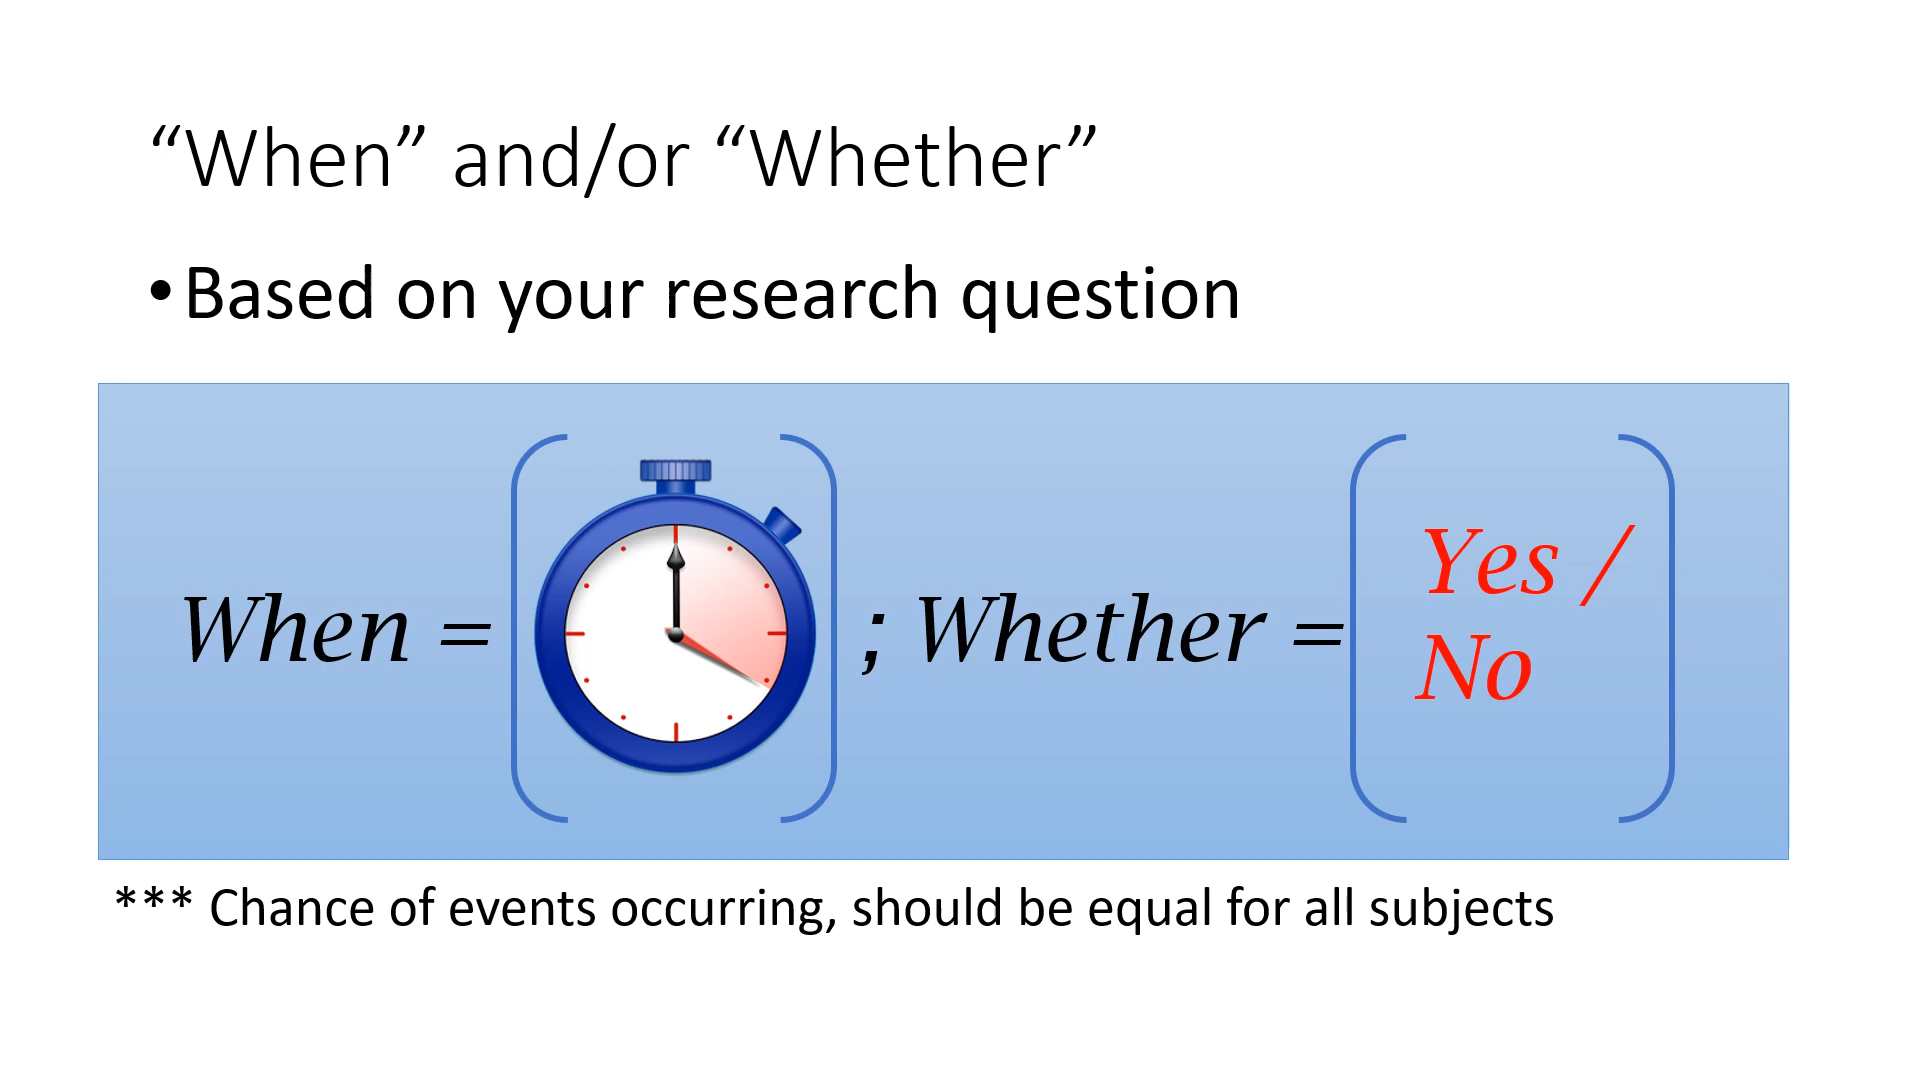 “When” and/or “Whether”
•Based on your research question
When = ; Whether = Yes /
No
*** Chance of events occurring, should be equal for all subjects